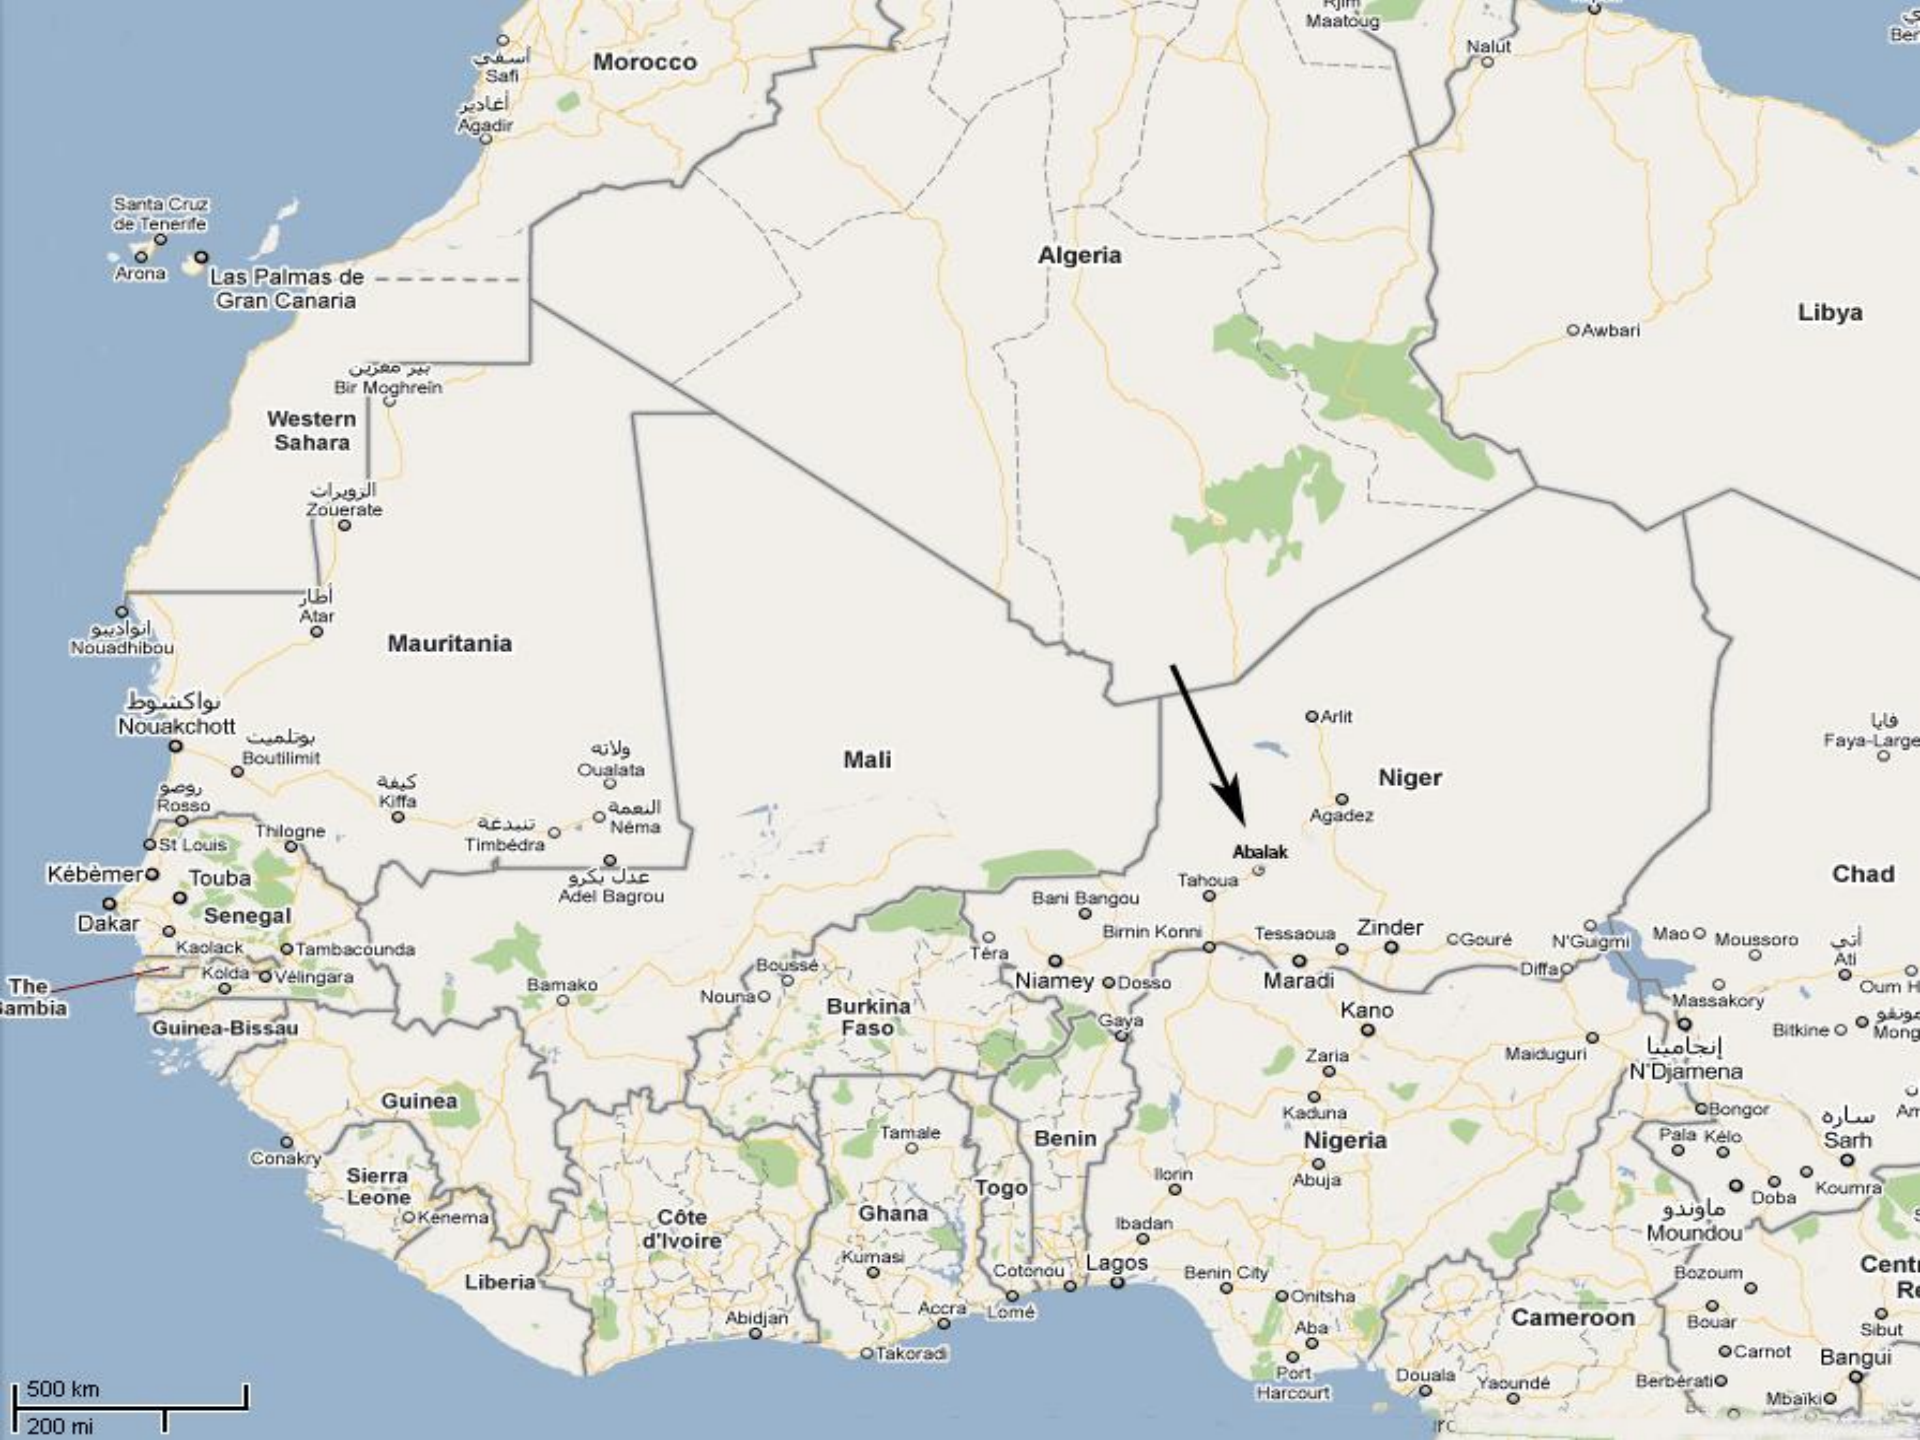 Rjim
Maatoug
Nalut
أسفي
Safi
Morocco
أغادير
Agadir
Santa Cruz
de Tenerife
Arona
Las Palmas de
Gran Canaria
Algeria
Libya
Awbari
بير مغرين
Bir Moghreïn
Western
Sahara
الزويرات
Zouerate
أطار
Atar
انواذيبو
Nouadhibou
Mauritania
نواكشوط
Nouakchott
بوتلميت
Boutilimit
ولاته
Oualata
Mali
Arlit
Niger
فايا
Faya-Large
روصو
Rosso
كيفة
Kiffa
تنبدغة
Timbédra
النعمة
Néma
Agadez
St Louis
Thilogne
Abalak
Kébèmer
Touba
عدل بكرو
Adel Bagrou
Tahoua
Chad
Dakar
Senegal
Bani Bangou
Kaolack
Tambacounda
Téra
Birnin Konni
Tessaoua
Zinder
Gouré
N'Guigmi
Mao
Moussoro
أتي
Ati
The
Gambia
Kolda
Vélingara
Bamako
Boussé
Nouna
Niamey
Dosso
Maradi
Diffa
Oum H
Guinea-Bissau
Burkina
Faso
Gaya
Kano
Massakory
Bitkine
مونقو
Mong
Zaria
Maiduguri
إنجامينا
N'Djamena
Guinea
Kaduna
Bongor
Conakry
Tamale
Benin
Nigeria
Pala
Kélo
ساره
Sarh
Am
Sierra
Leone
Kenema
Togo
Ilorin
Abuja
Doba
Koumra
Côte
d'Ivoire
Ghana
Ibadan
ماوندو
Moundou
Liberia
Kumasi
Cotonou
Lagos
Benin City
Bozoum
Centr
Re
Abidjan
Accra
Lomé
Onitsha
Cameroon
Bouar
Sibut
Takoradi
Aba
Port
Harcourt
Douala
Yaoundé
Carnot
Bangui
Berbérati
Mbaïki
500 km
200 mi